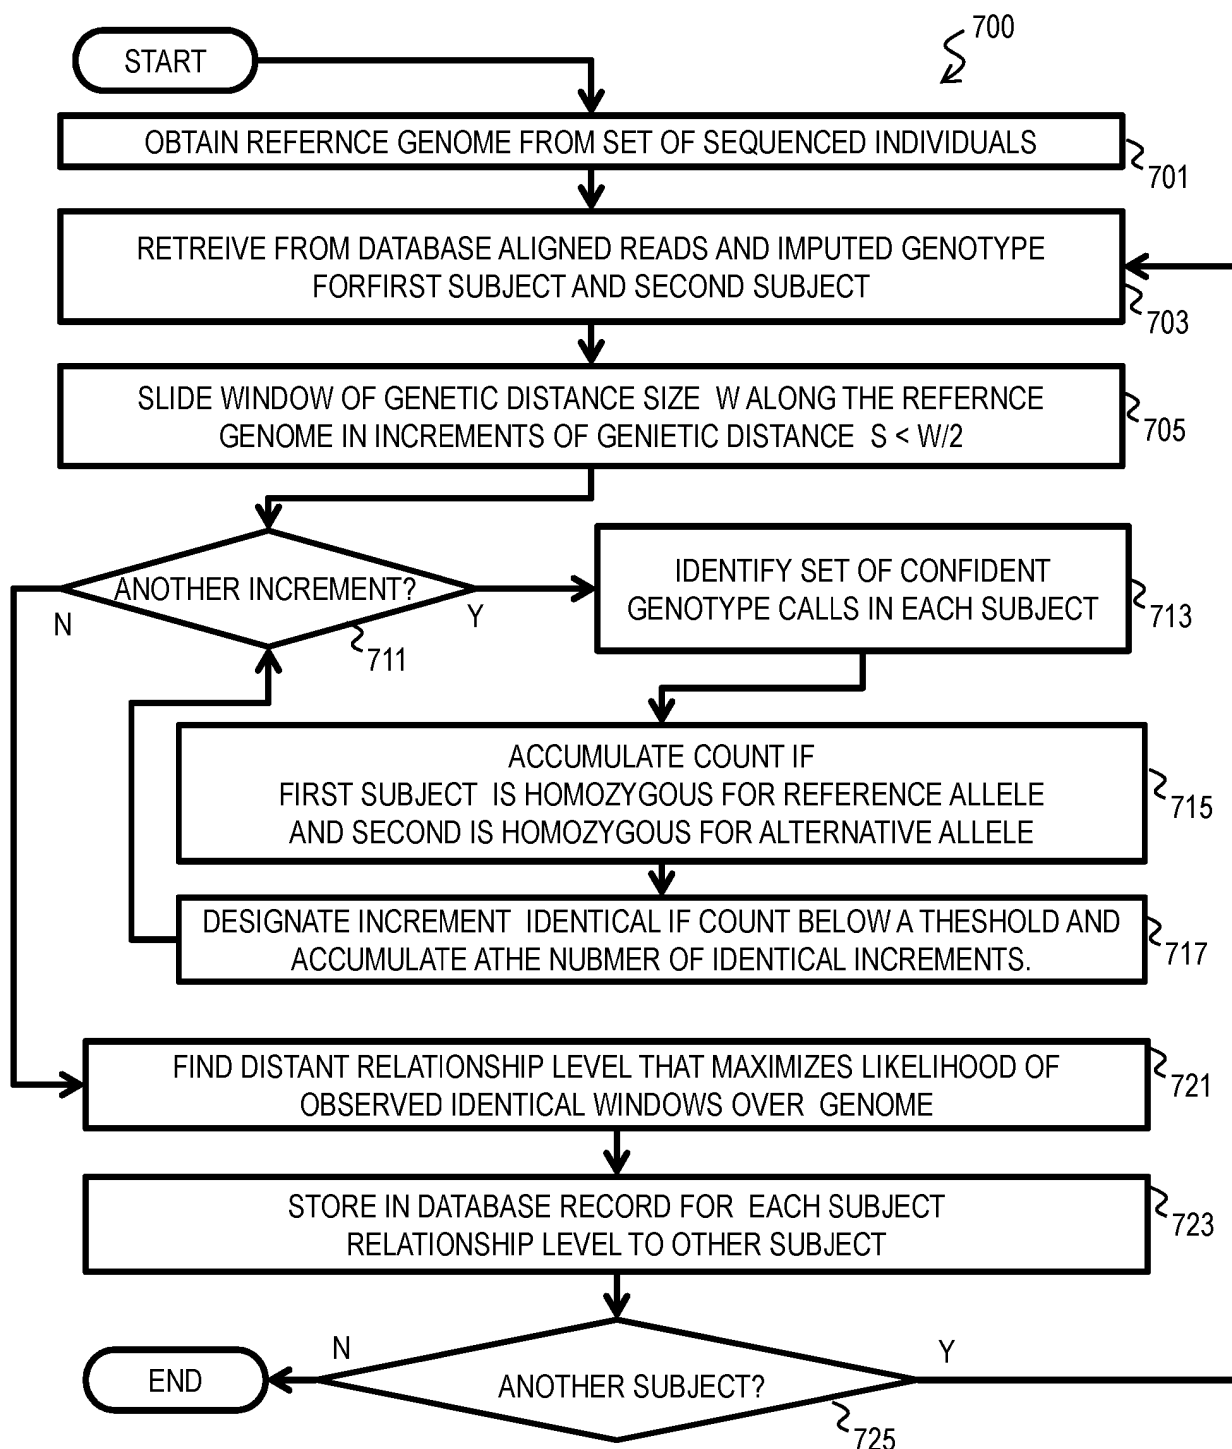 START
700
OBTAIN REFERNCE GENOME FROM SET OF SEQUENCED INDIVIDUALS
701
RETREIVE FROM DATABASE ALIGNED READS AND IMPUTED GENOTYPE
FORFIRST SUBJECT AND SECOND SUBJECT
703
SLIDE WINDOW OF GENETIC DISTANCE SIZE W ALONG THE REFERNCE
GENOME IN INCREMENTS OF GENIETIC DISTANCE S < W/2
705
ANOTHER INCREMENT?
N
Y
711
IDENTIFY SET OF CONFIDENT
GENOTYPE CALLS IN EACH SUBJECT
713
ACCUMULATE COUNT IF
FIRST SUBJECT IS HOMOZYGOUS FOR REFERENCE ALLELE
AND SECOND IS HOMOZYGOUS FOR ALTERNATIVE ALLELE
715
DESIGNATE INCREMENT IDENTICAL IF COUNT BELOW A THESHOLD AND
ACCUMULATE ATHE NUBMER OF IDENTICAL INCREMENTS.
717
FIND DISTANT RELATIONSHIP LEVEL THAT MAXIMIZES LIKELIHOOD OF
OBSERVED IDENTICAL WINDOWS OVER GENOME
721
STORE IN DATABASE RECORD FOR EACH SUBJECT
RELATIONSHIP LEVEL TO OTHER SUBJECT
723
N
Y
END
ANOTHER SUBJECT?
725